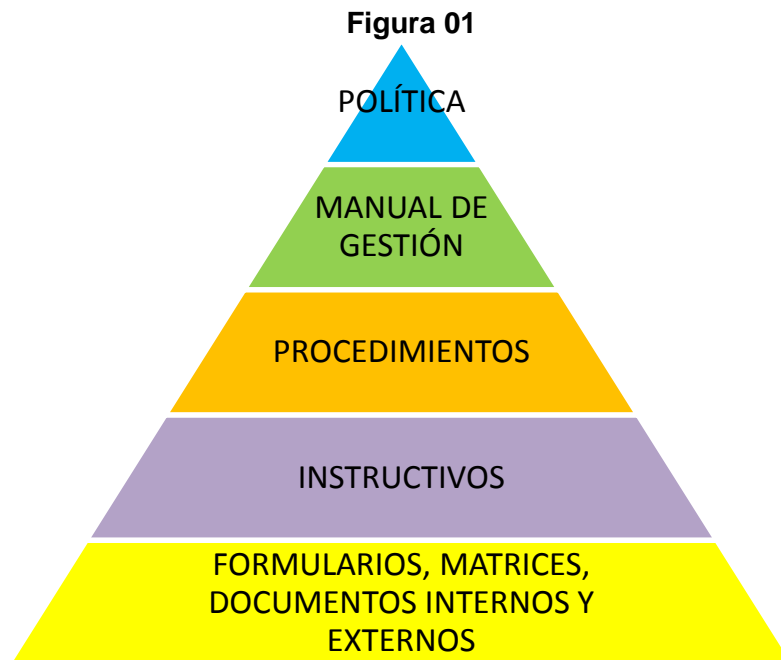 Figura 01
POLÍTICA
MANUAL DE
GESTIÓN
PROCEDIMIENTOS
INSTRUCTIVOS
FORMULARIOS, MATRICES,
DOCUMENTOS INTERNOS Y
EXTERNOS